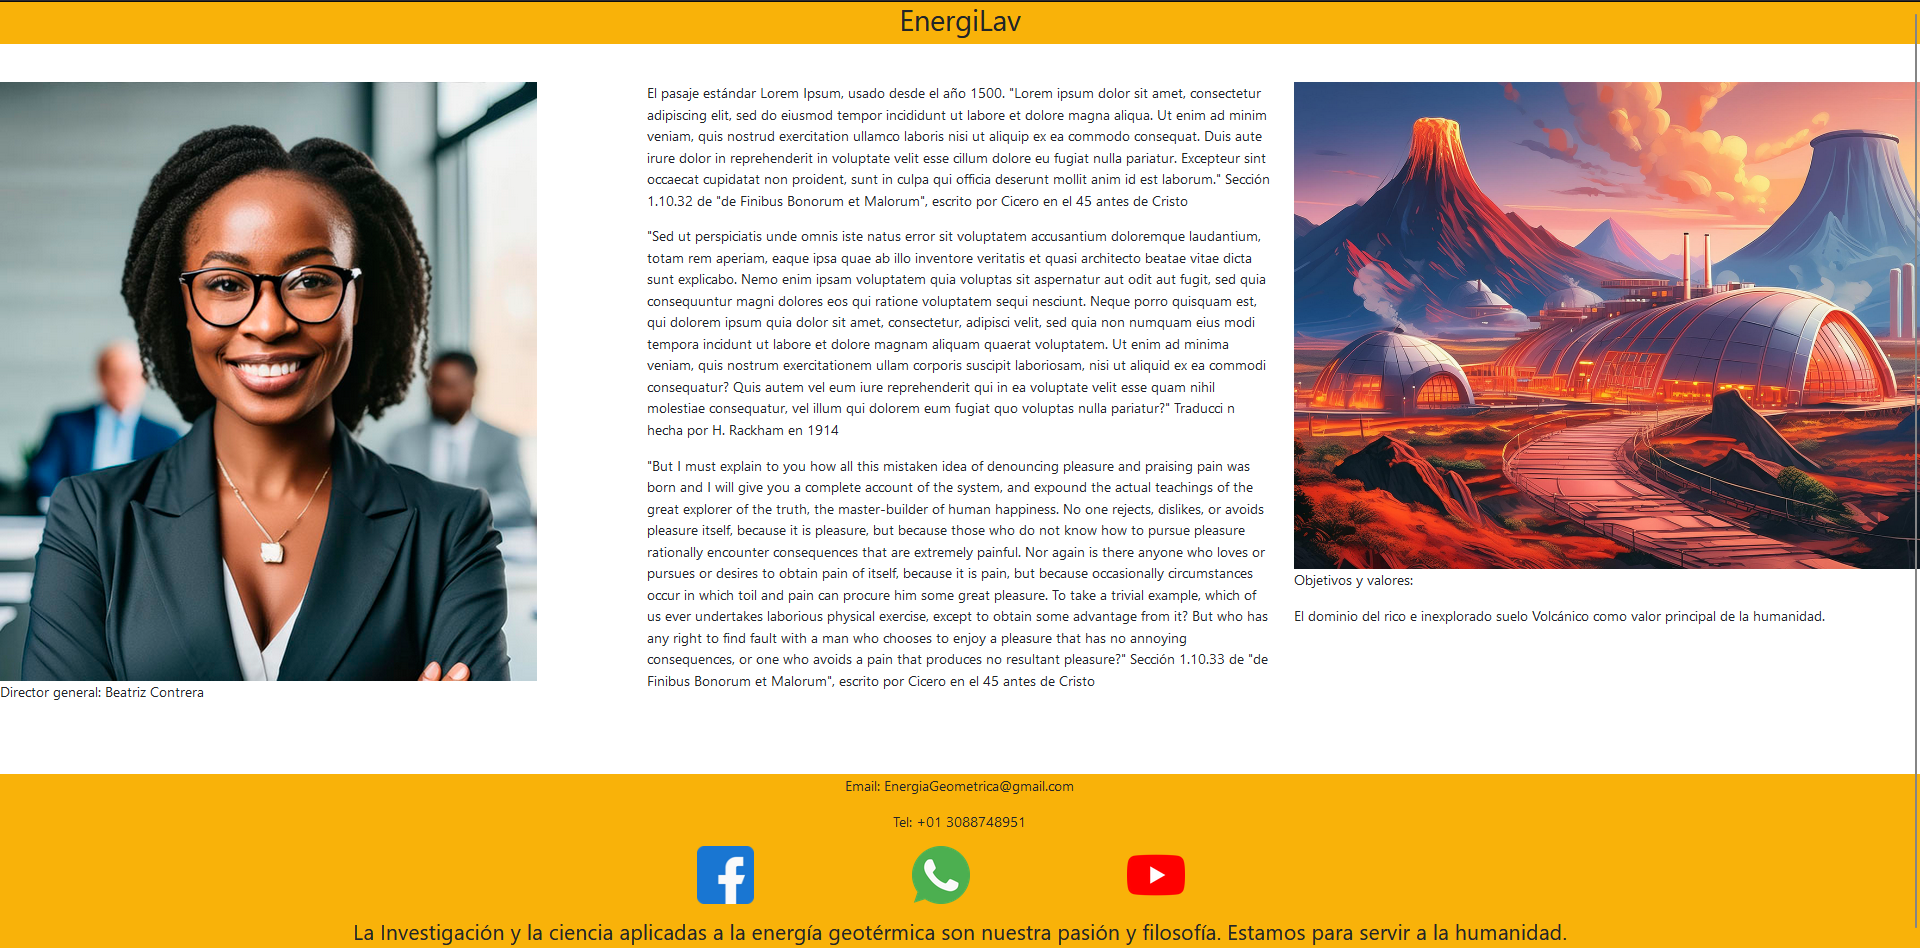 EnergiLav
El pasaje estándar Lorem Ipsum, usado desde el año 1500. "Lorem ipsum dolor sit amet, consectetur
adipiscing elit, sed do eiusmod tempor incididunt ut labore et dolore magna aliqua. Ut enim ad minim
veniam, quis nostrud exercitation ullamco laboris nisi ut aliquip ex ea commodo consequat. Duis aute
irure dolor in reprehenderit in voluptate velit esse cillum dolore eu fugiat nulla pariatur. Excepteur sint
occaecat cupidatat non proident, sunt in culpa qui officia deserunt mollit anim id est laborum." Sección
1.10.32 de "de Finibus Bonorum et Malorum", escrito por Cicero en el 45 antes de Cristo
"Sed ut perspiciatis unde omnis iste natus error sit voluptatem accusantium doloremque laudantium,
totam rem aperiam, eaque ipsa quae ab illo inventore veritatis et quasi architecto beatae vitae dicta
sunt explicabo. Nemo enim ipsam voluptatem quia voluptas sit aspernatur aut odit aut fugit, sed quia
consequuntur magni dolores eos qui ratione voluptatem sequi nesciunt. Neque porro quisquam est,
qui dolorem ipsum quia dolor sit amet, consectetur, adipisci velit, sed quia non numquam eius modi
tempora incidunt ut labore et dolore magnam aliquam quaerat voluptatem. Ut enim ad minima
veniam, quis nostrum exercitationem ullam corporis suscipit laboriosam, nisi ut aliquid ex ea commodi
consequatur? Quis autem vel eum iure reprehenderit qui in ea voluptate velit esse quam nihil
molestiae consequatur, vel illum qui dolorem eum fugiat quo voluptas nulla pariatur?" Traducci n
hecha por H. Rackham en 1914
"But I must explain to you how all this mistaken idea of denouncing pleasure and praising pain was
born and I will give you a complete account of the system, and expound the actual teachings of the
great explorer of the truth, the master-builder of human happiness. No one rejects, dislikes, or avoids
pleasure itself, because it is pleasure, but because those who do not know how to pursue pleasure
rationally encounter consequences that are extremely painful. Nor again is there anyone who loves or
pursues or desires to obtain pain of itself, because it is pain, but because occasionally circumstances
occur in which toil and pain can procure him some great pleasure. To take a trivial example, which of
us ever undertakes laborious physical exercise, except to obtain some advantage from it? But who has
any right to find fault with a man who chooses to enjoy a pleasure that has no annoying
consequences, or one who avoids a pain that produces no resultant pleasure?" Sección 1.10.33 de "de
Finibus Bonorum et Malorum", escrito por Cicero en el 45 antes de Cristo
Objetivos y valores:
El dominio del rico e inexplorado suelo Volcánico como valor principal de la humanidad.
Director general: Beatriz Contrera
Email: EnergiaGeometrica@gmail.com
Tel: +01 3088748951
La Investigación y la ciencia aplicadas a la energía geotérmica son nuestra pasión y filosofía. Estamos para servir a la humanidad.